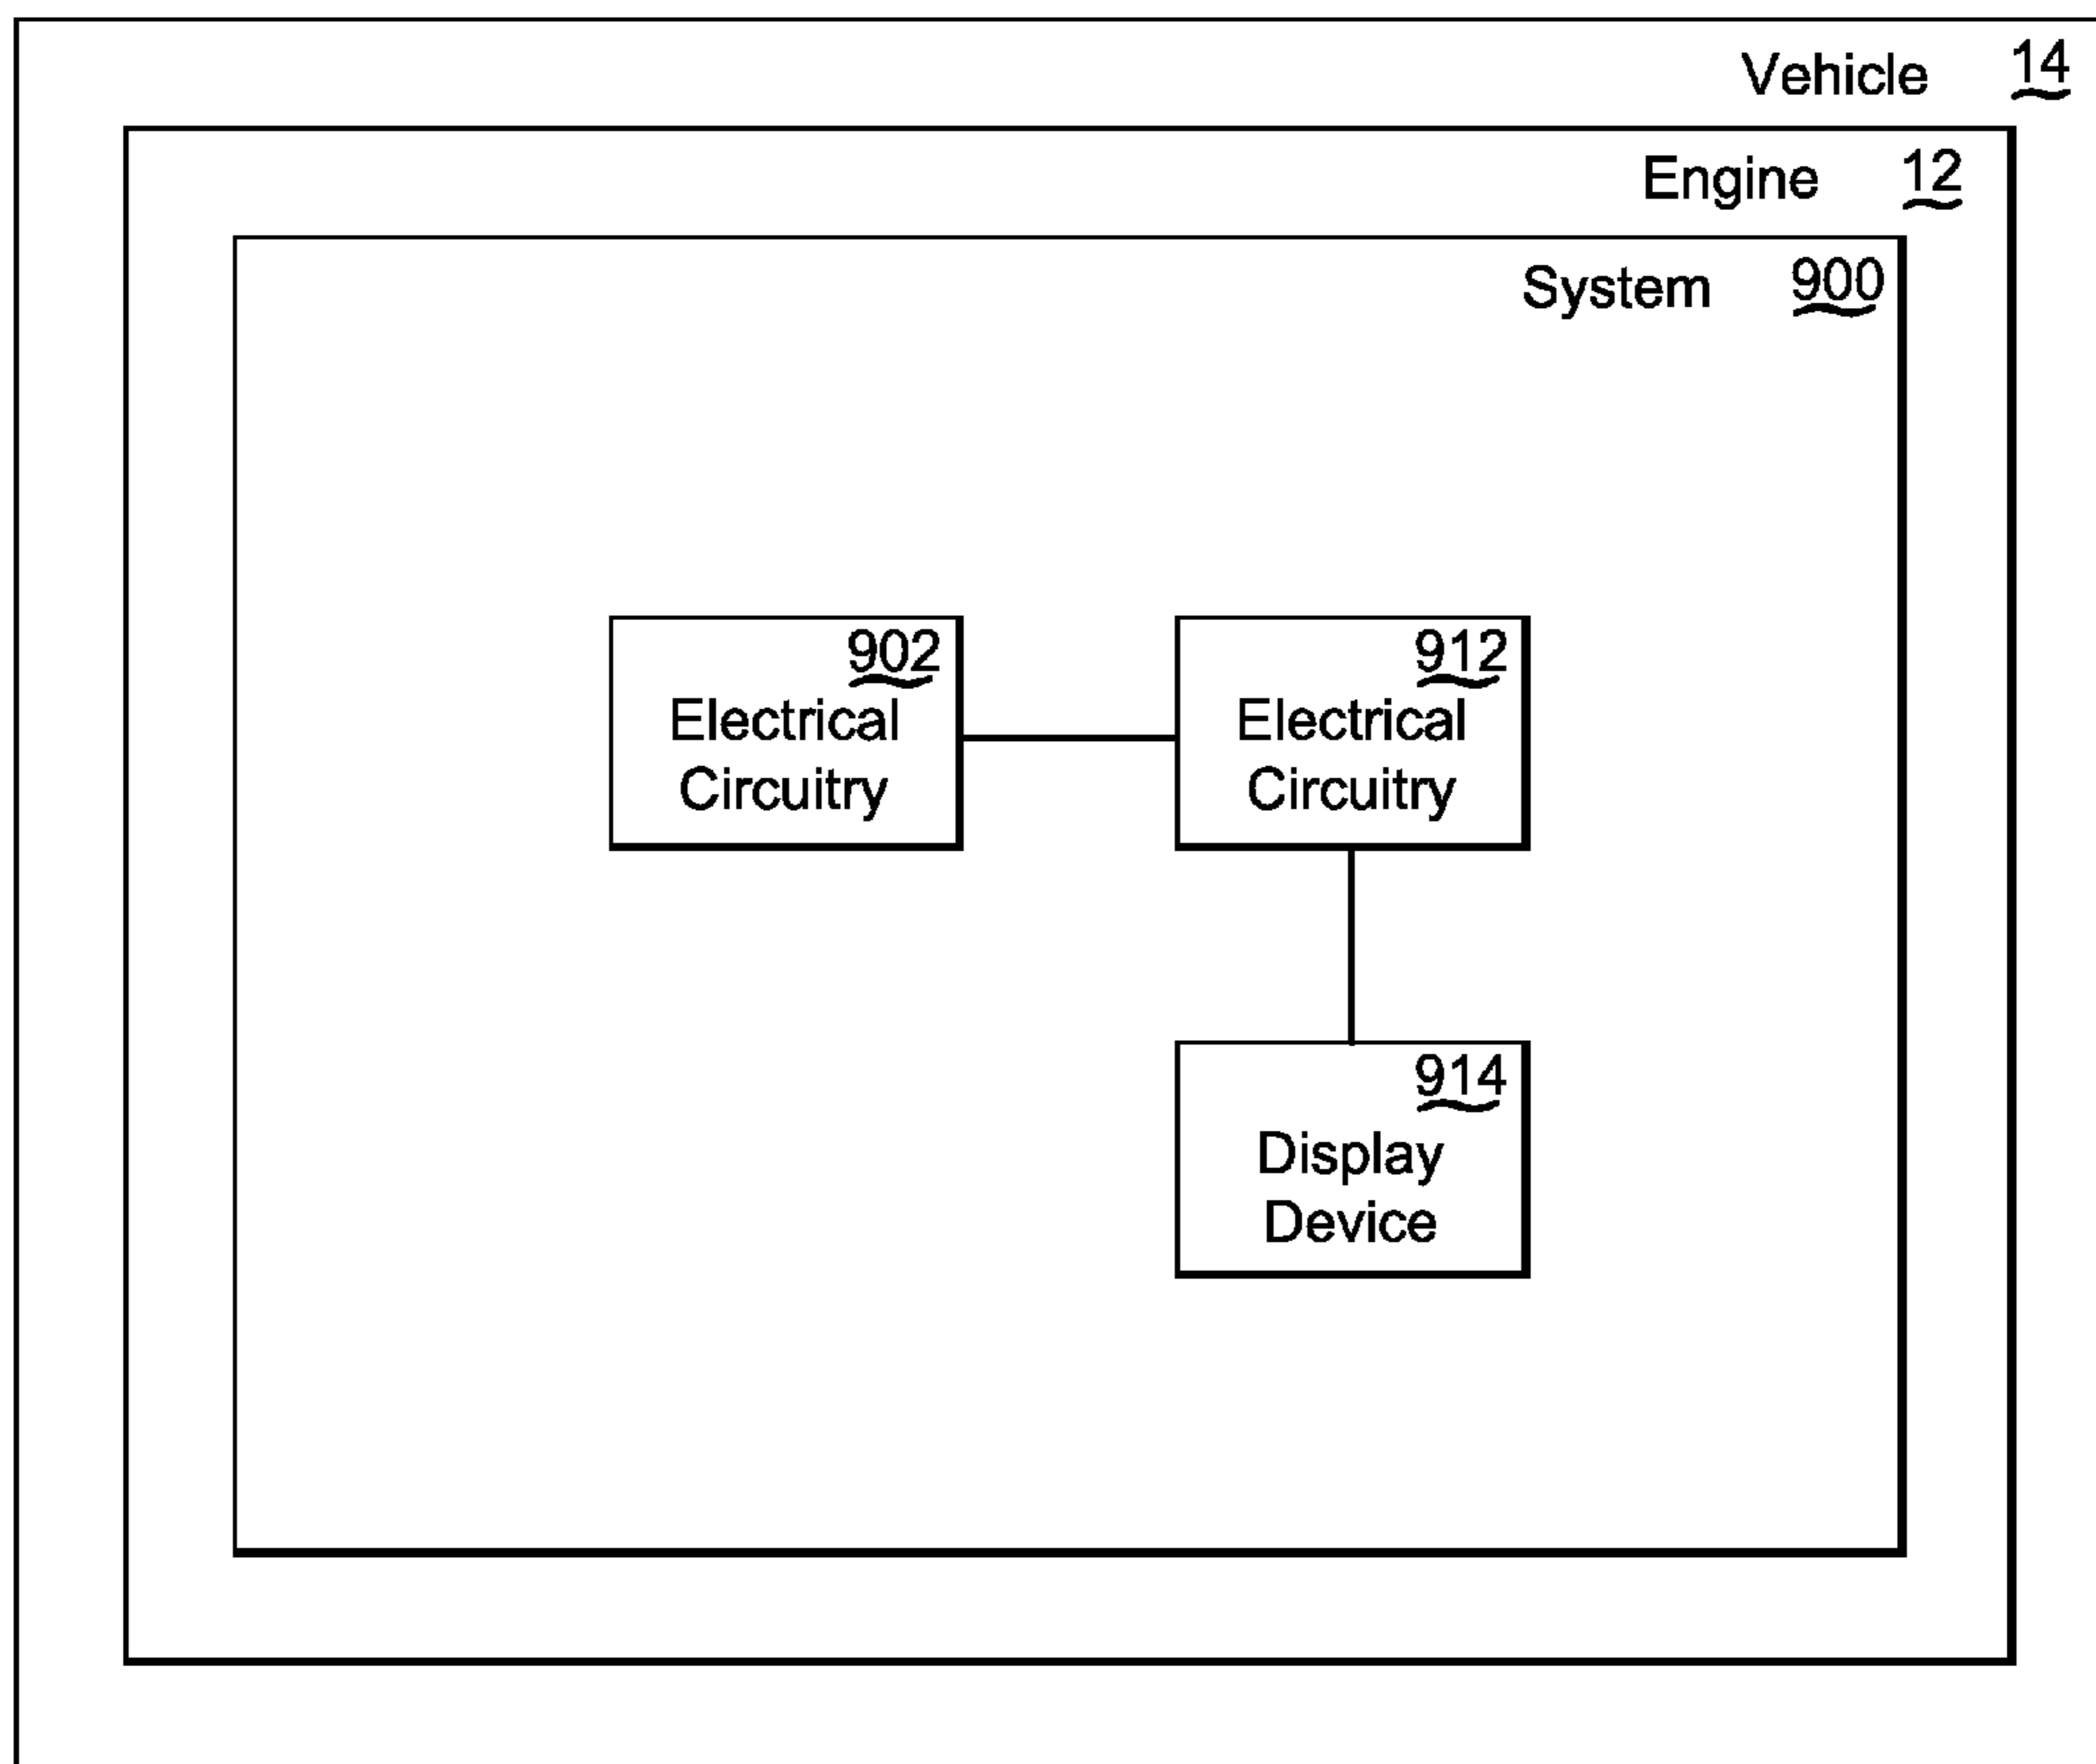 Vehicle 14
Engine 12
System 900
902
Electrical
Circuitry
912
Electrical
Circuitry
914
Display
Device